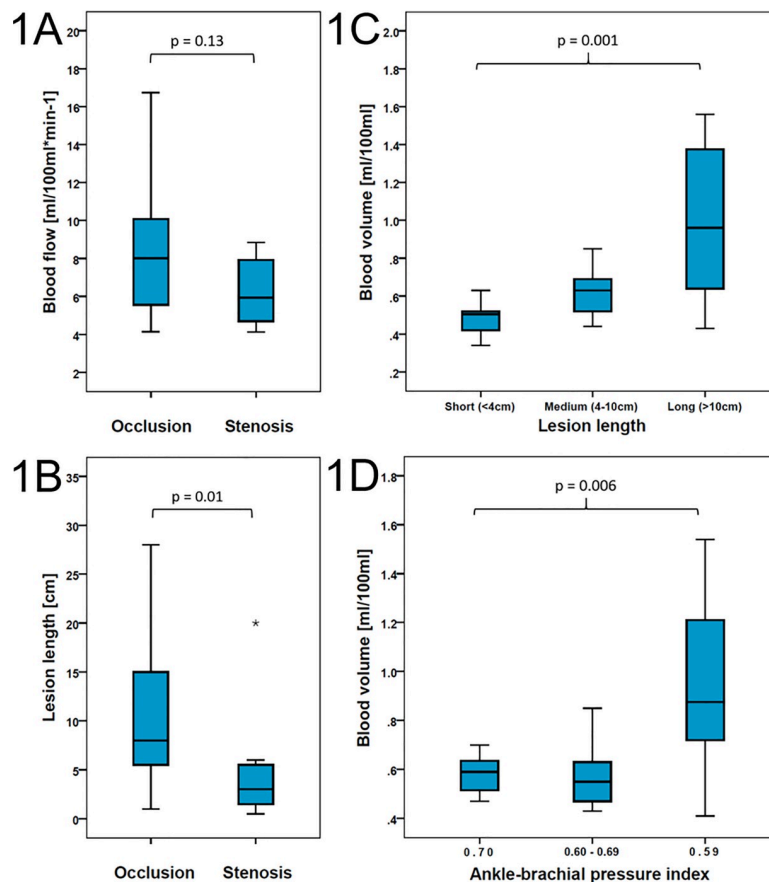 1A
20
18
16
14
12
10
8
6
4
2
Blood flow [ml/100ml*min-1]
p = 0.13
Occlusion Stenosis
1C
2.0
1.8
1.6
1.4
1.2
1.0
.8
.6
.4
.2
Blood volume [ml/100ml]
p = 0.001
Short (<4cm) Medium (4-10cm) Long (>10cm)
Lesion length
1B
35
30
25
20
15
10
5
0
Lesion length [cm]
p = 0.01
*
Occlusion Stenosis
1D
1.8
1.6
1.4
1.2
1.0
.8
.6
.4
Blood volume [ml/100ml]
p = 0.006
0.70 0.60 - 0.69 0.59
Ankle-brachial pressure index